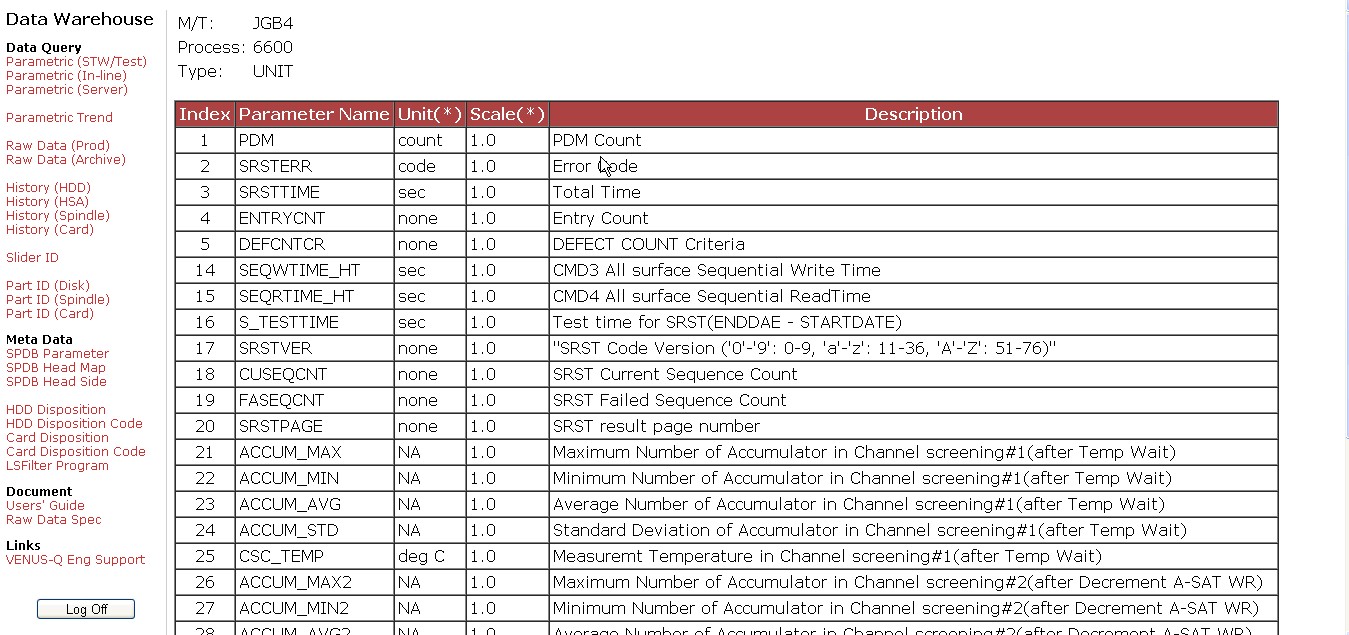 Data Warehouse
Data Query
Parametric (STW/Test)
Parametric (In-line)
Parametric (Server)
Parametric Trend
Raw Data (Prod)
Raw Data (Archive)
History (HDD)
History (HSA)
History (Spindle)
History (Card)
Slider ID
Part ID (Disk)
Part ID (Spindle)
Part ID (Card)
Meta Data
SPDB Parameter
SPDB Head Map
SPDB Head Side
HDD Disposition
HDD Disposition Code
Card Disposition
Card Disposition Code
LSFilter Program
Document
Users' Guide
Raw Data Spec
Links
VENUS-Q Eng Support
Log Off
M/T: JGB4
Process: 6600
Type: UNIT
Index Parameter Name Unit(*) Scale(*) Description
1 PDM count 1.0 PDM Count
2 SRSTERR code 1.0 Error Code
3 SRSTTIME sec 1.0 Total Time
4 ENTRYCNT none 1.0 Entry Count
5 DEFCNTCR none 1.0 DEFECT COUNT Criteria
14 SEQWTIME_HT sec 1.0 CMD3 All surface Sequential Write Time
15 SEQRTIME_HT sec 1.0 CMD4 All surface Sequential ReadTime
16 S_TESTTIME sec 1.0 Test time for SRST(ENDDAE - STARTDATE)
17 SRSTVER none 1.0 "SRST Code Version ('0'-'9': 0-9, 'a'-'z': 11-36, 'A'-'Z': 51-76)"
18 CUSEQCNT none 1.0 SRST Current Sequence Count
19 FASEQCNT none 1.0 SRST Failed Sequence Count
20 SRSTPAGE none 1.0 SRST result page number
21 ACCUM_MAX NA 1.0 Maximum Number of Accumulator in Channel screening#1(after Temp Wait)
22 ACCUM_MIN NA 1.0 Minimum Number of Accumulator in Channel screening#1(after Temp Wait)
23 ACCUM_AVG NA 1.0 Average Number of Accumulator in Channel screening#1(after Temp Wait)
24 ACCUM_STD NA 1.0 Standard Deviation of Accumulator in Channel screening#1(after Temp Wait)
25 CSC_TEMP deg C 1.0 Measuremt Temperature in Channel screening#1(after Temp Wait)
26 ACCUM_MAX2 NA 1.0 Maximum Number of Accumulator in Channel screening#2(after Decrement A-SAT WR)
27 ACCUM_MIN2 NA 1.0 Minimum Number of Accumulator in Channel screening#2(after Decrement A-SAT WR)
28 ACCUM_AVG2 NA 1.0 Average Number of Accumulator in Channel screening#2(after Decrement A-SAT WR)